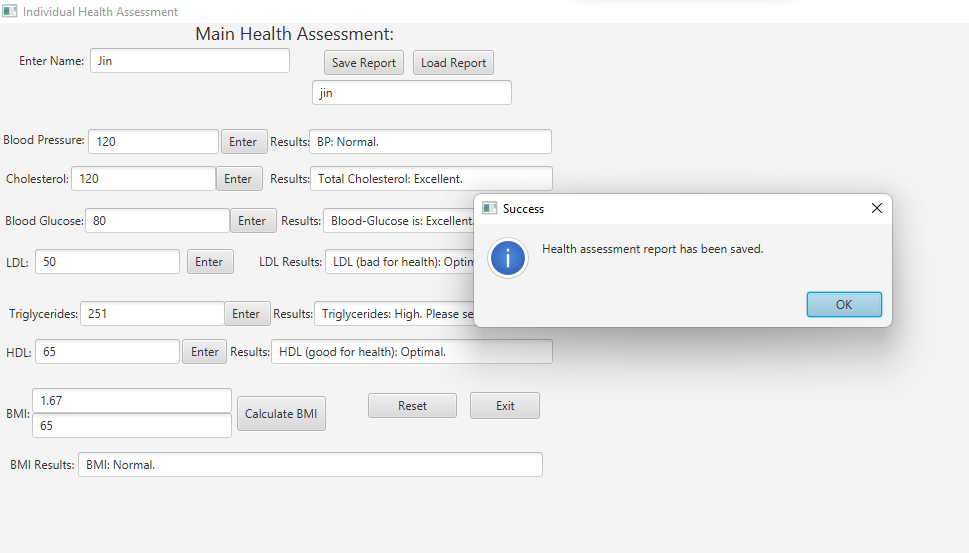 Individual Health Assessment
Main Health Assessment:
Enter Name: Jin Save Report Load Report
jin
Blood Pressure: 120 Enter Results: BP: Normal.
Cholesterol: 120 Enter Results: Total Cholesterol: Excellent.
Success
Blood Glucose: 80 Enter Results: Blood-Glucose is: Excellent.
Health assessment report has been saved.
LDL: 50 Enter LDL Results: LDL (bad for health): Optim
OK
Triglycerides: 251 Enter Results: Triglycerides: High. Please se
HDL: 65 Enter Results: HDL (good for health): Optimal.
BMI: 1.67
65
Calculate BMI Reset Exit
BMI Results: BMI: Normal.